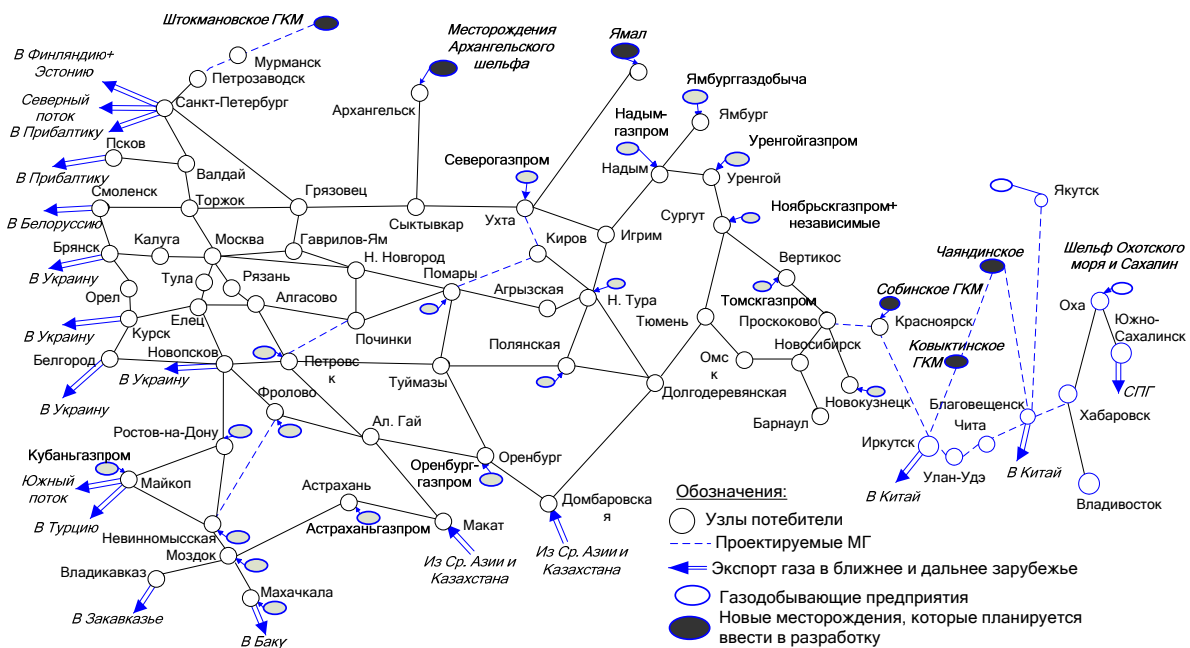 Штокмановское ГКМ
Мурманск
Петрозаводск
В Финляндию+
Эстонию
Северный
поток
В Прибалтику
Санкт-Петербург
Псков
В Прибалтику
Валдай
Месторождения
Архангельского
шельфа
Архангельск
Ямал
Ямбурггаздобыча
Ямбург
Надым-
газпром
Надым
Уренгойгазпром
Уренгой
Северогазпром
Смоленск
В Белоруссию
Торжок
Грязовец
Сыктывкар
Ухта
Игрим
Сургут
Ноябрьскгазпром+
независимые
Якутск
Брянск
Калуга
Москва
Гаврилов-Ям
Н. Новгород
Киров
В Украину
Тула
Рязань
Помары
Вертикос
Чаяндинское
Шельф Охотского
моря и Сахапин
Орел
Алгасово
Агрызская
Н. Тура
Томскгазпром
Собинское ГКМ
Оха
В Украину
Курск
Елец
Починки
Тюмень
Проскоково
Красноярск
Южно-
Сахалинск
Белгород
Новопсков
В Украину
Петровс
к
Полянская
Туймазы
Омс
к
Новосибирск
Ковыктинское
ГКМ
СПГ
В Украину
Фролово
Долгодеревянская
Новокузнецк
Барнаул
Благовещенск
Хабаровск
Ростов-на-Дону
Ал. Гай
Чита
Иркутск
Кубаньгазпром
Оренбург
Оренбург-
газпром
Улан-Удэ
В Китай
В Китай
Владивосток
Южный
поток
Майкоп
В Турцию
Астрахань
Астраханьгазпром
Макат
Домбаровска
я
Невинномысская
Моздок
Из Ср. Азии и
Казахстана
Из Ср. Азии и
Казахстана
Владикавказ
Махачкала
В Закавказье
В Баку
Обозначения:
Узлы потебители
Проектируемые МГ
Экспорт газа в ближнее и дальнее зарубежье
Газодобывающие предприятия
Новые месторождения, которые планируется
ввести в разработку